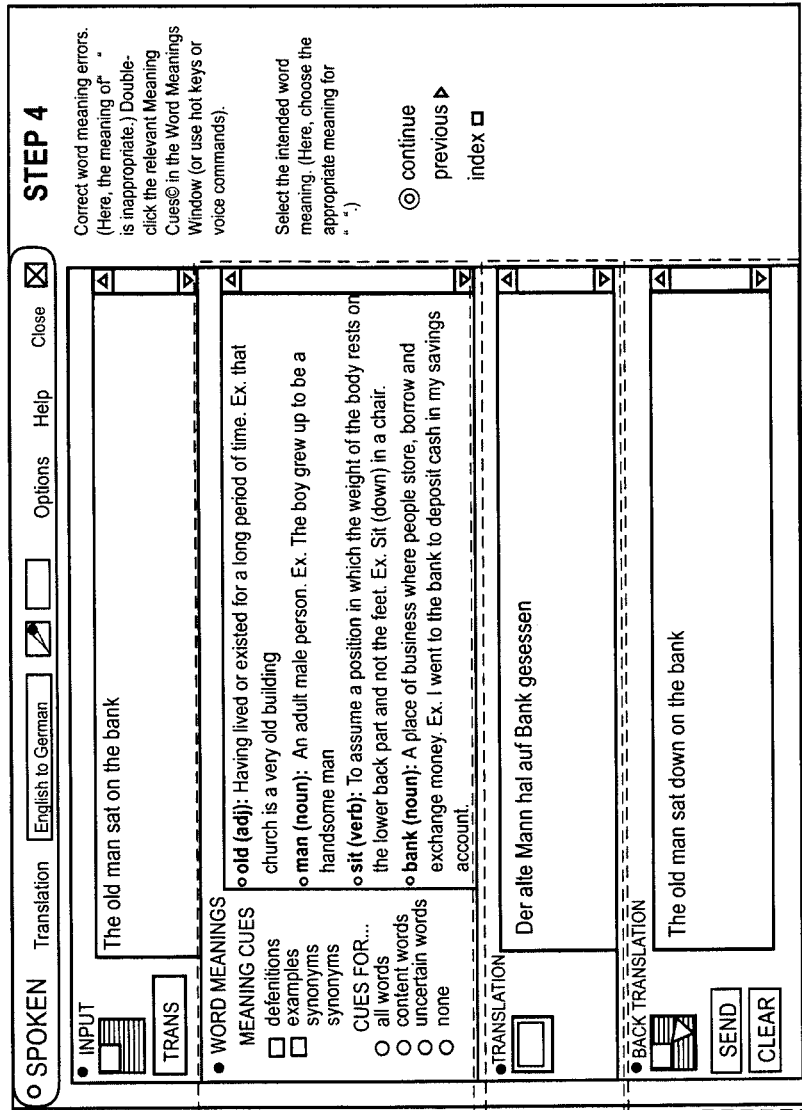 SPOKEN Translation English to German Options Help Close
INPUT
TRANS
The old man sat on the bank
WORD MEANINGS
MEANING CUES
defenitions
examples
synonyms
synonyms
CUES FOR...
all words
content words
uncertain words
none
old (adj): Having lived or existed for a long period of time. Ex. that
church is a very old building
man (noun): An adult male person. Ex. The boy grew up to be a
handsome man
sit (verb): To assume a position in which the weight of the body rests on
the lower back part and not the feet. Ex. Sit (down) in a chair.
bank (noun): A place of business where people store, borrow and
exchange money. Ex. I went to the bank to deposit cash in my savings
account.
TRANSLATION
Der alte Mann hal auf Bank gesessen
BACK TRANSLATION
SEND
CLEAR
The old man sat down on the bank
STEP 4
Correct word meaning errors.
(Here, the meaning of" "
is inappropriate.) Double-
click the relevant Meaning
Cues© in the Word Meanings
Window (or use hot keys or
voice commands).
Select the intended word
meaning. (Here, choose the
appropriate meaning for
" ".)
continue
previous
index